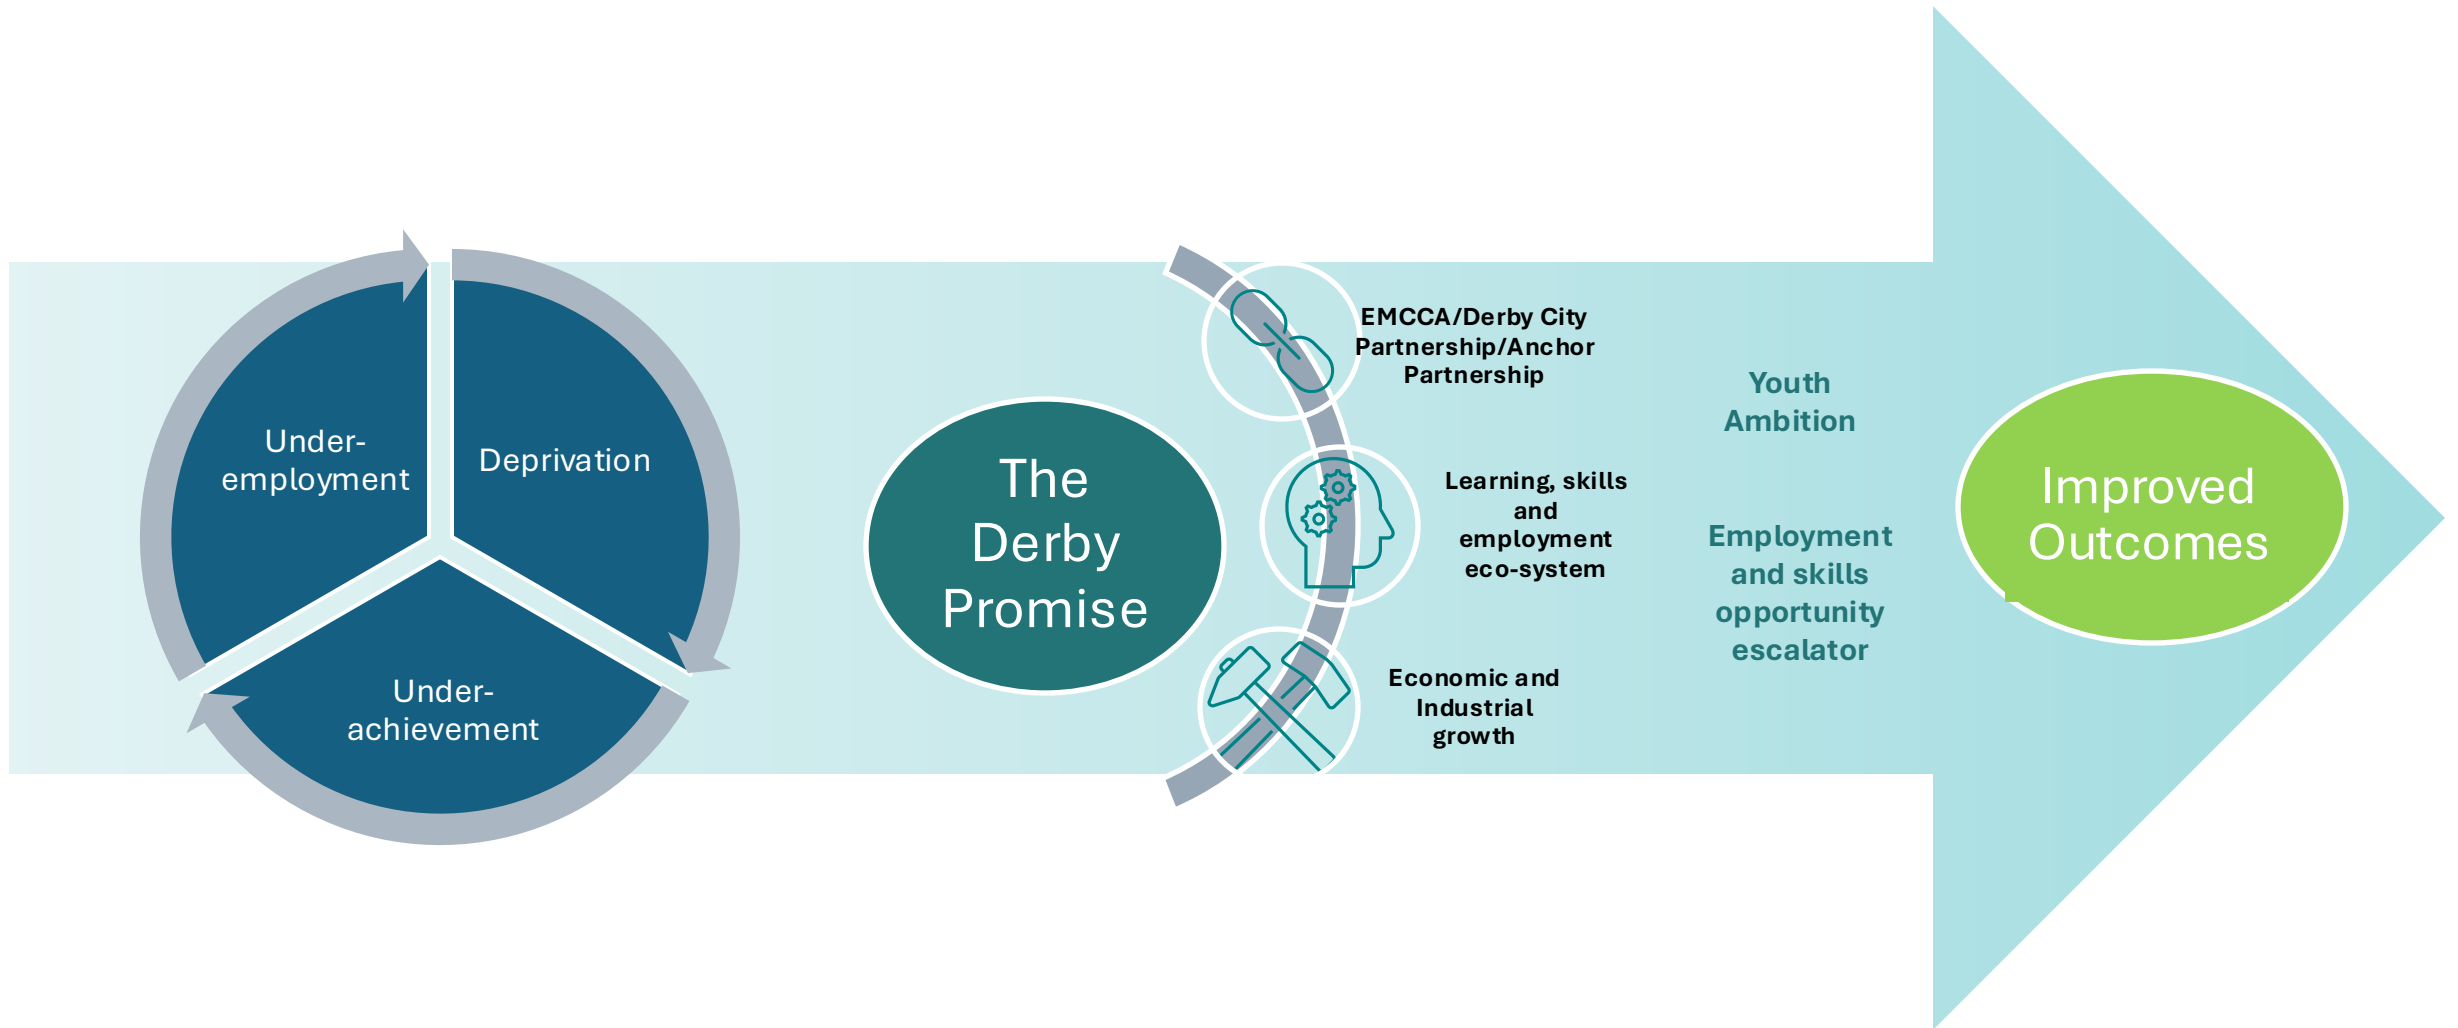 Under-
employment
Deprivation
Under-
achievement
The
Derby
Promise
EMCCA/Derby City
Partnership/Anchor
Partnership
Learning, skills
and
employment
eco-system
Economic and
Industrial
growth
Youth
Ambition
Employment
and skills
opportunity
escalator
Improved
Outcomes